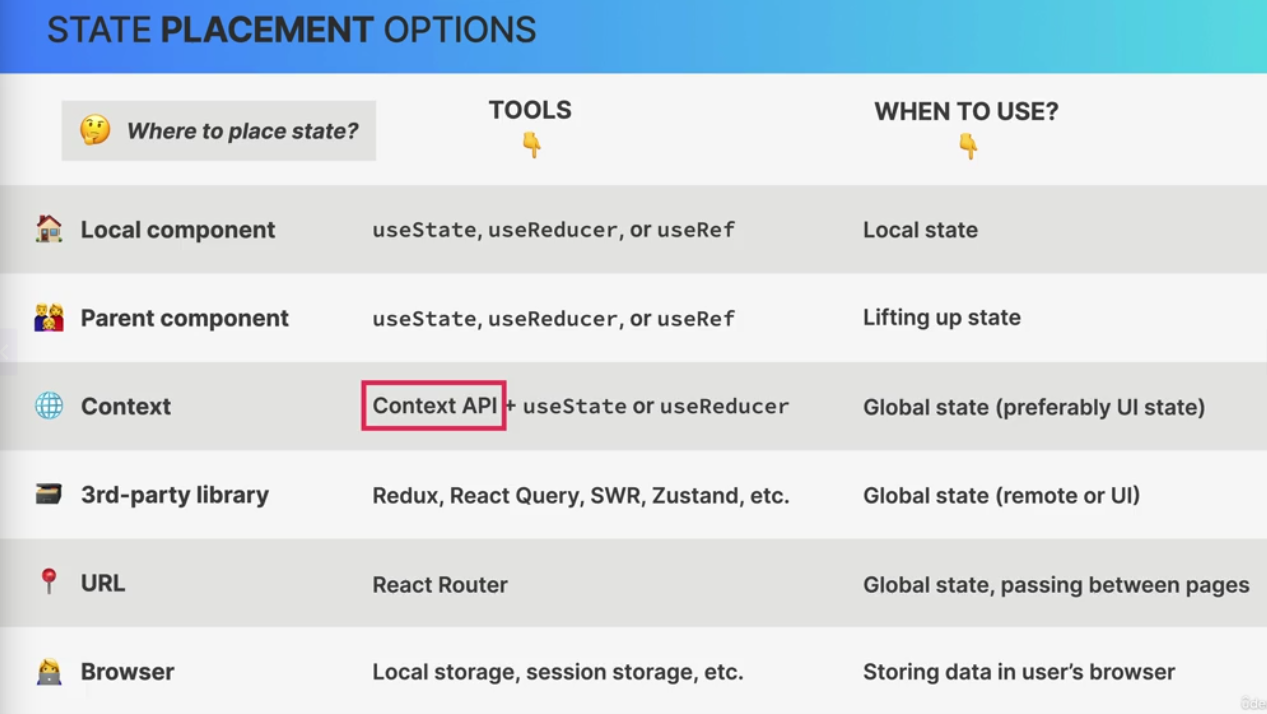 STATE PLACEMENT OPTIONS
Where to place state?
TOOLS
WHEN TO USE?
Local component
useState, useReducer, or useRef
Local state
Parent component
useState, useReducer, or useRef
Lifting up state
Context
Context API + useState or useReducer
Global state (preferably UI state)
3rd-party library
Redux, React Query, SWR, Zustand, etc.
Global state (remote or UI)
URL
React Router
Global state, passing between pages
Browser
Local storage, session storage, etc.
Storing data in user’s browser